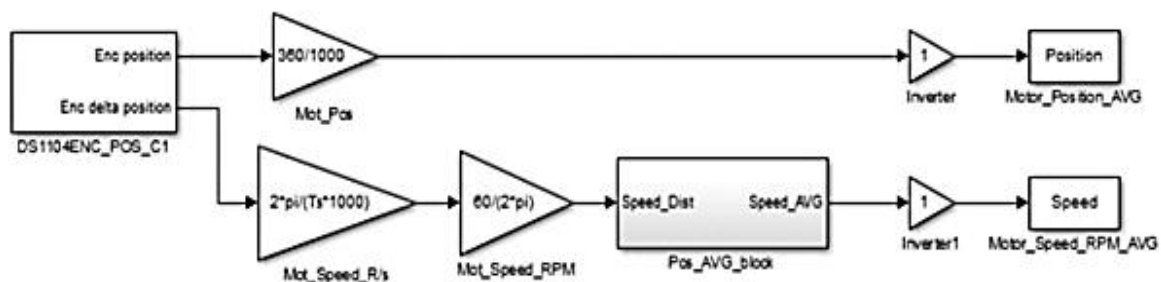 Enc position
Enc delta position
DS1104ENC_POS_C1
360/1000
Mot_Pos
1
Inverter
Position
Motor_Position_AVG
2*pi/(Ts*1000)
Mot_Speed_R/s
60/(2*pi)
Mot_Speed_RPM
Speed_Dist Speed_AVG
Pos_AVG_block
1
Inverter1
Speed
Motor_Speed_RPM_AVG